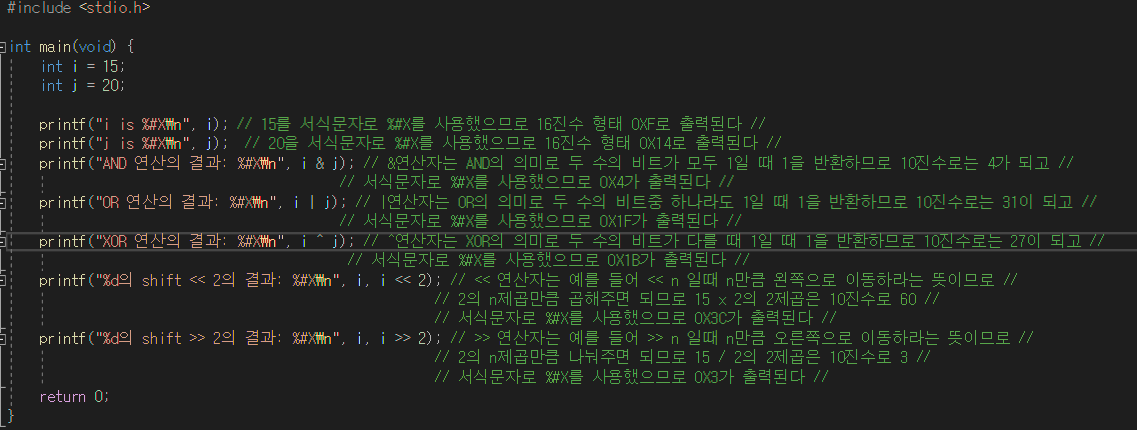 #include <stdio.h>
int main(void) {
int i = 15;
int j = 20;
printf("i is %#X₩n", i); // 15를 서식문자로 %#X를 사용했으므로 16진수 형태 0XF로 출력된다 //
printf("j is %#X₩n", j);  // 20을 서식문자로 %#X를 사용했으므로 16진수 형태 0X14로 출력된다 //
printf("AND 연산의 결과: %#X₩n", i & j); // &연산자는 AND의 의미로 두 수의 비트가 모두 1일 때 1을 반환하므로 10진수로는 4가 되고 //
// 서식문자로 %#X를 사용했으므로 0X4가 출력된다 //
printf("OR 연산의 결과: %#X₩n", i | j); // |연산자는 OR의 의미로 두 수의 비트중 하나라도 1일 때 1을 반환하므로 10진수로는 31이 되고 //
// 서식문자로 %#X를 사용했으므로 0X1F가 출력된다 //
printf("XOR 연산의 결과: %#X₩n", i ^ j); // ^연산자는 XOR의 의미로 두 수의 비트가 다를 때 1일 때 1을 반환하므로 10진수로는 27이 되고 //
// 서식문자로 %#X를 사용했으므로 0X1B가 출력된다 //
printf("%d의 shift << 2의 결과: %#X₩n", i, i << 2); // << 연산자는 예를 들어 << n 일때 n만큼 왼쪽으로 이동하라는 뜻이므로 //
// 2의 n제곱만큼 곱해주면 되므로 15 x 2의 2제곱은 10진수로 60 //
// 서식문자로 %#X를 사용했으므로 0X3C가 출력된다 //
printf("%d의 shift >> 2의 결과: %#X₩n", i, i >> 2); // >> 연산자는 예를 들어 >> n 일때 n만큼 오른쪽으로 이동하라는 뜻이므로 //
// 2의 n제곱만큼 나눠주면 되므로 15 / 2의 2제곱은 10진수로 3 //
// 서식문자로 %#X를 사용했으므로 0X3가 출력된다 //
return 0;
}